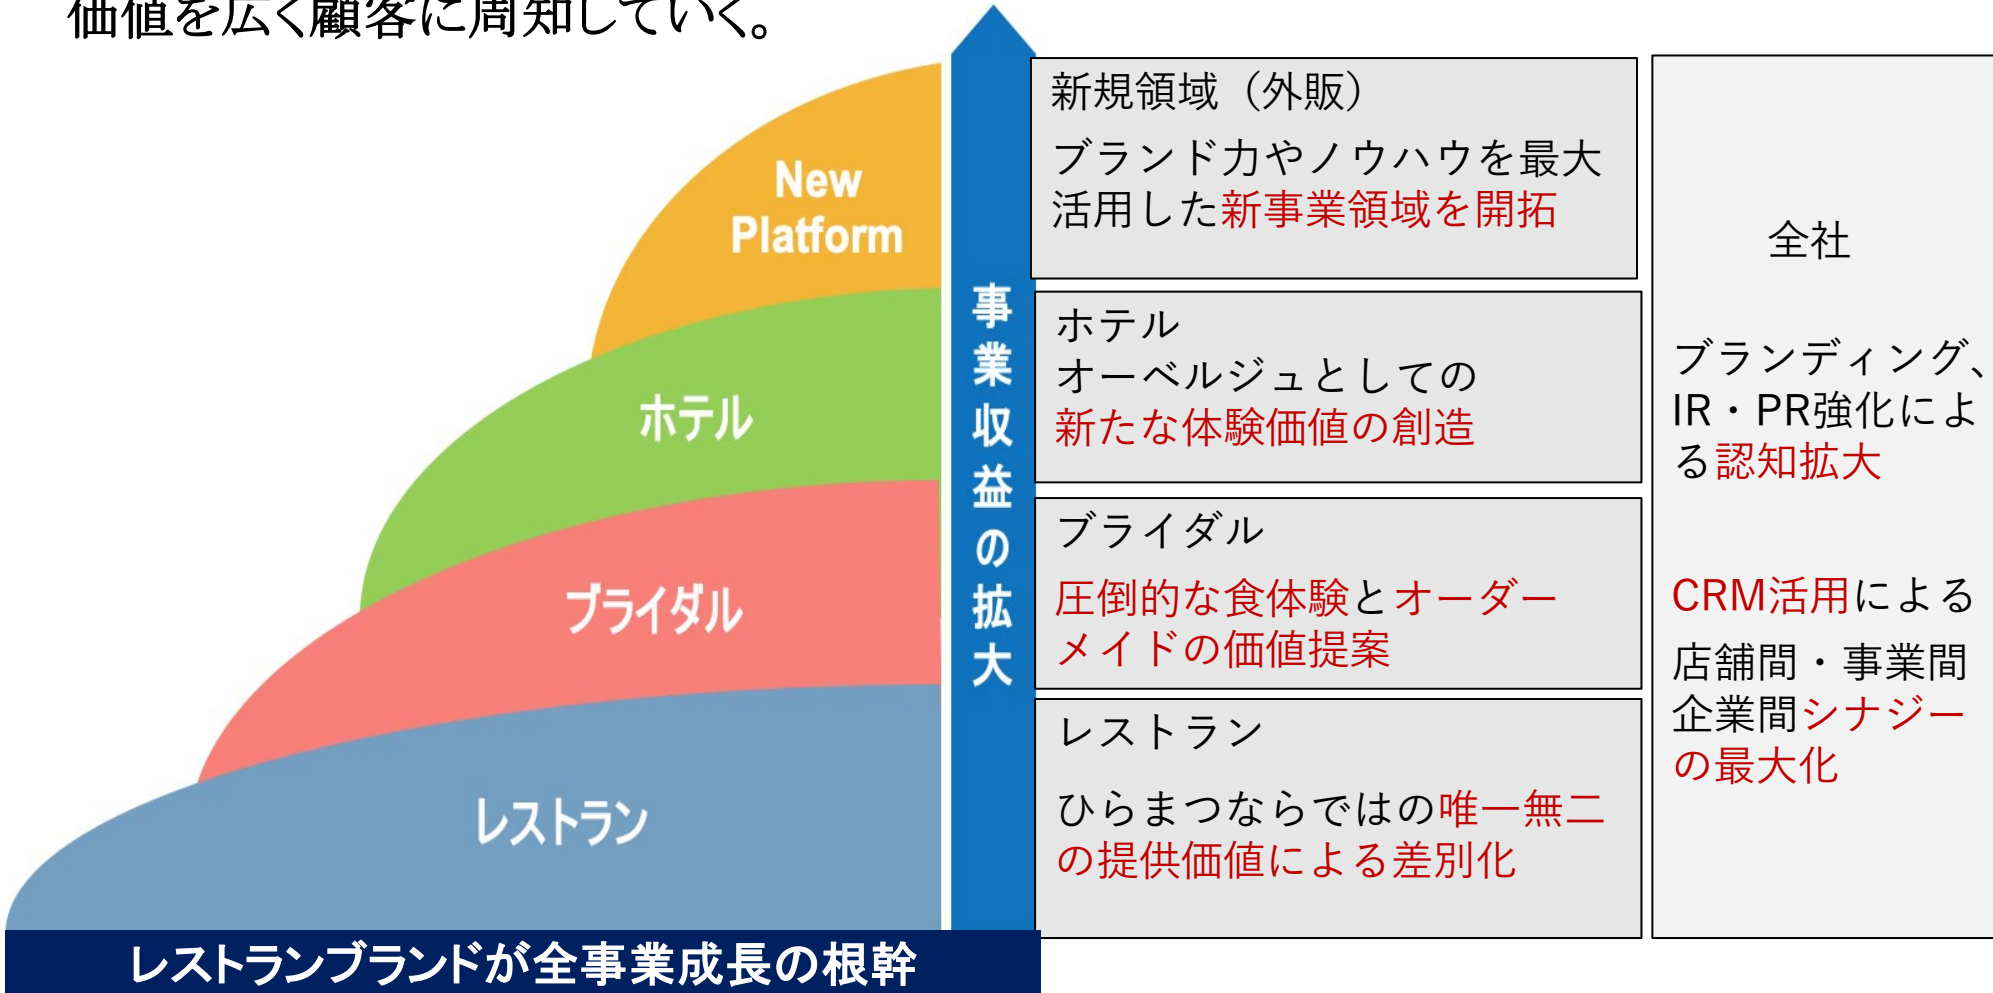 価値を広く顧客に周知していく。
New
Platform
ホテル
ブライダル
レストラン
レストランブランドが全事業成長の根幹
事業収益の拡大
新規領域（外販）
ブランド力やノウハウを最大
活用した新事業領域を開拓
ホテル
オーベルジュとしての
新たな体験価値の創造
ブライダル
圧倒的な食体験とオーダー
メイドの価値提案
レストラン
ひらまつならではの唯一無二
の提供価値による差別化
全社
ブランディング、
IR・PR強化によ
る認知拡大
CRM活用による
店舗間・事業間
企業間シナジー
の最大化